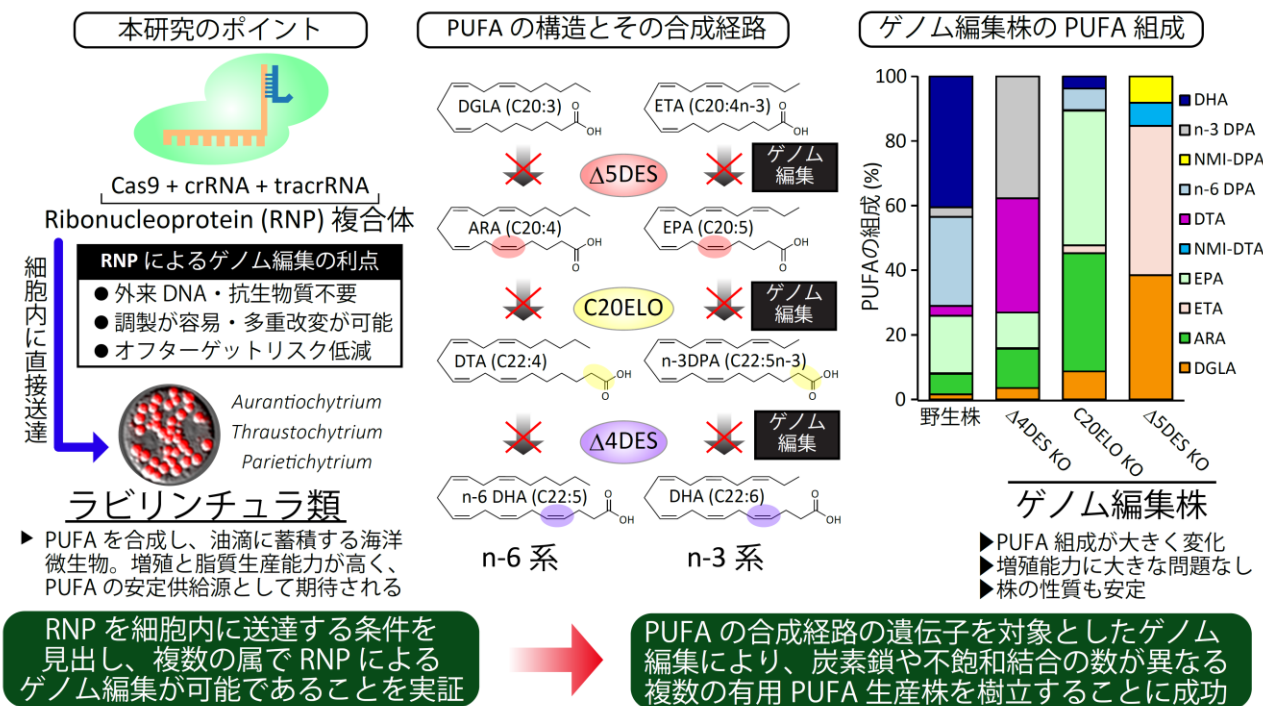 本研究のポイント
Cas9 + crRNA + tracrRNA
Ribonucleoprotein (RNP) 複合体
細胞内に直接送達
RNP によるゲノム編集の利点
● 外来 DNA・抗生物質不要
● 調製が容易・多重改変が可能
● オフターゲットリスク低減
Aurantiochytrium
Thraustochytrium
Parietichytrium
ラビリンチュラ類
▶ PUFA を合成し、油滴に蓄積する海洋
微生物。増殖と脂質生産能力が高く、
PUFA の安定供給源として期待される
PUFA の構造とその合成経路
DGLA (C20:3)
O
OH
ETA (C20:4n-3)
O
OH
Δ5DES
ゲノム
編集
ARA (C20:4)
O
OH
EPA (C20:5)
O
OH
C20ELO
ゲノム
編集
DTA (C22:4)
OH
O
n-3DPA (C22:5n-3)
OH
O
Δ4DES
ゲノム
編集
n-6 DHA (C22:5)
O
OH
DHA (C22:6)
O
OH
n-6 系
n-3 系
ゲノム編集株の PUFA 組成
PUFAの組成 (%)
100
80
60
40
20
0
野生株
Δ4DES KO
C20ELO KO
Δ5DES KO
DHA
n-3 DPA
NMI-DPA
n-6 DPA
DTA
NMI-DTA
EPA
ETA
ARA
DGLA
ゲノム編集株
▶PUFA 組成が大きく変化
▶増殖能力に大きな問題なし
▶株の性質も安定
RNP を細胞内に送達する条件を
見出し、複数の属で RNP による
ゲノム編集が可能であることを実証
PUFA の合成経路の遺伝子を対象としたゲノム
編集により、炭素鎖や不飽和結合の数が異なる
複数の有用 PUFA 生産株を樹立することに成功